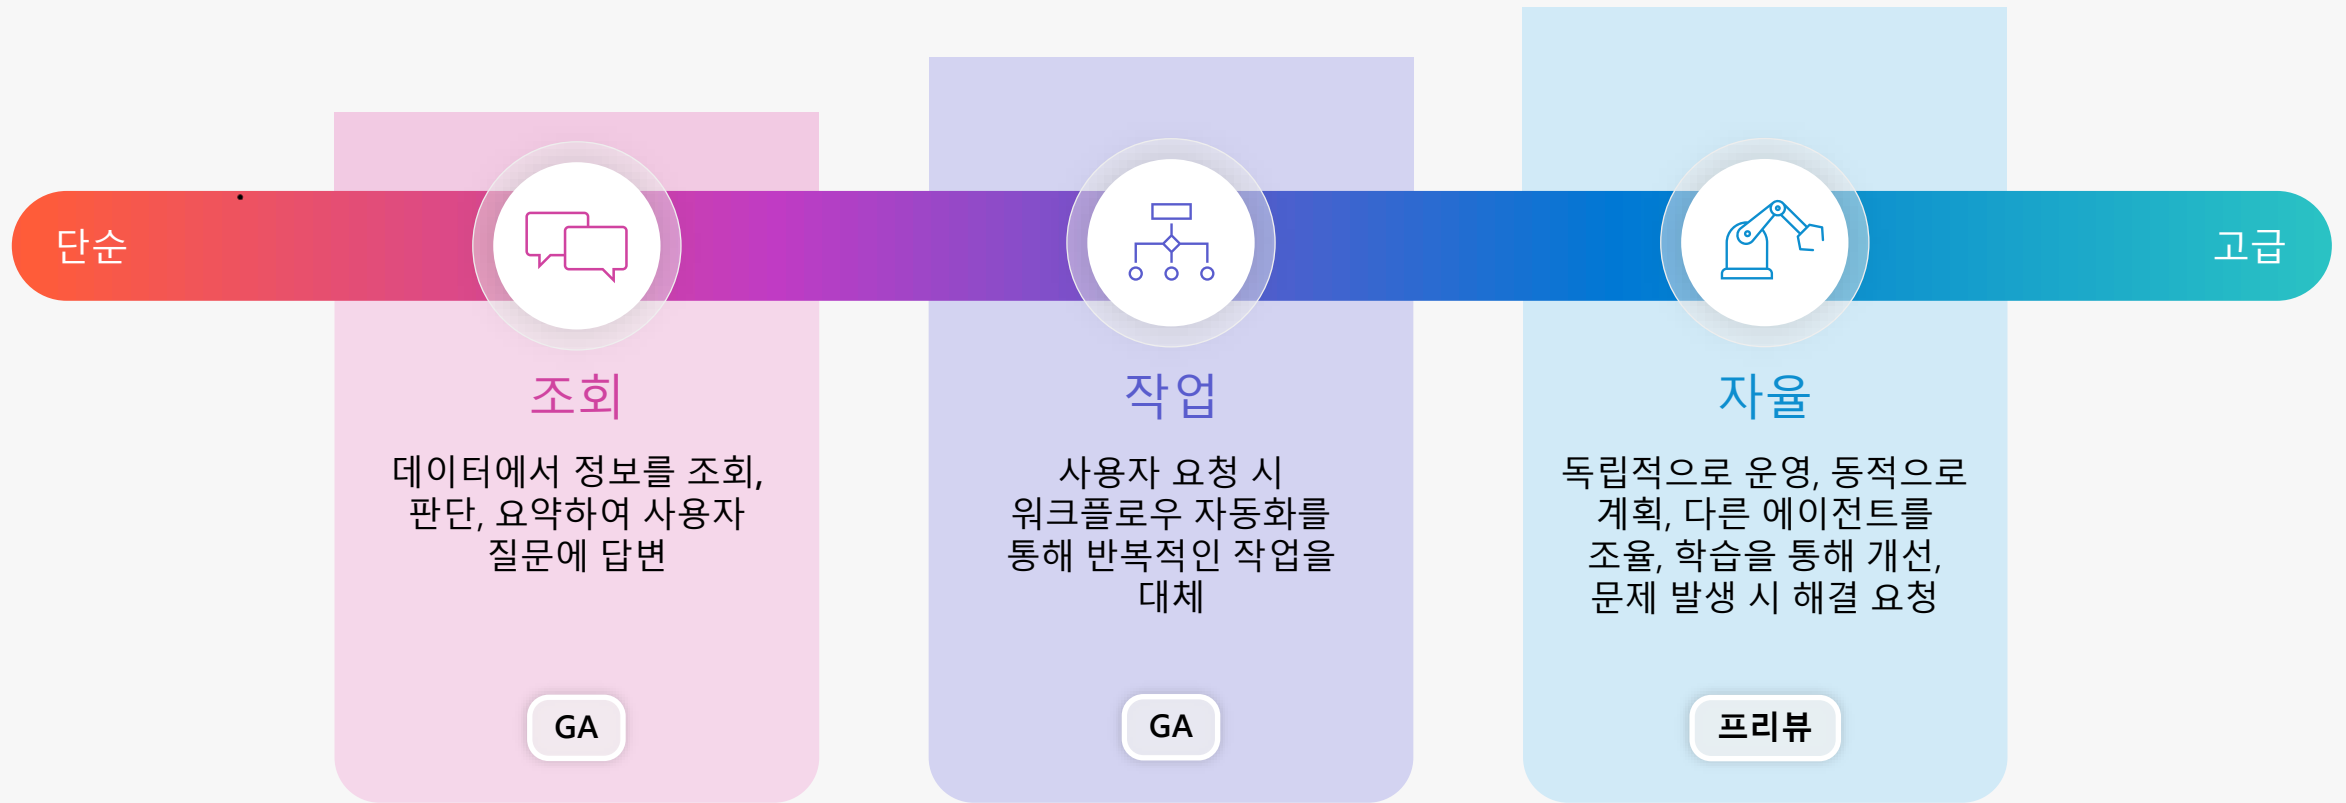 단순
고급
조회
데이터에서 정보를 조회,
판단, 요약하여 사용자
질문에 답변
GA
작업
사용자 요청 시
워크플로우 자동화를
통해 반복적인 작업을
대체
GA
자율
독립적으로 운영, 동적으로
계획, 다른 에이전트를
조율, 학습을 통해 개선,
문제 발생 시 해결 요청
프리뷰